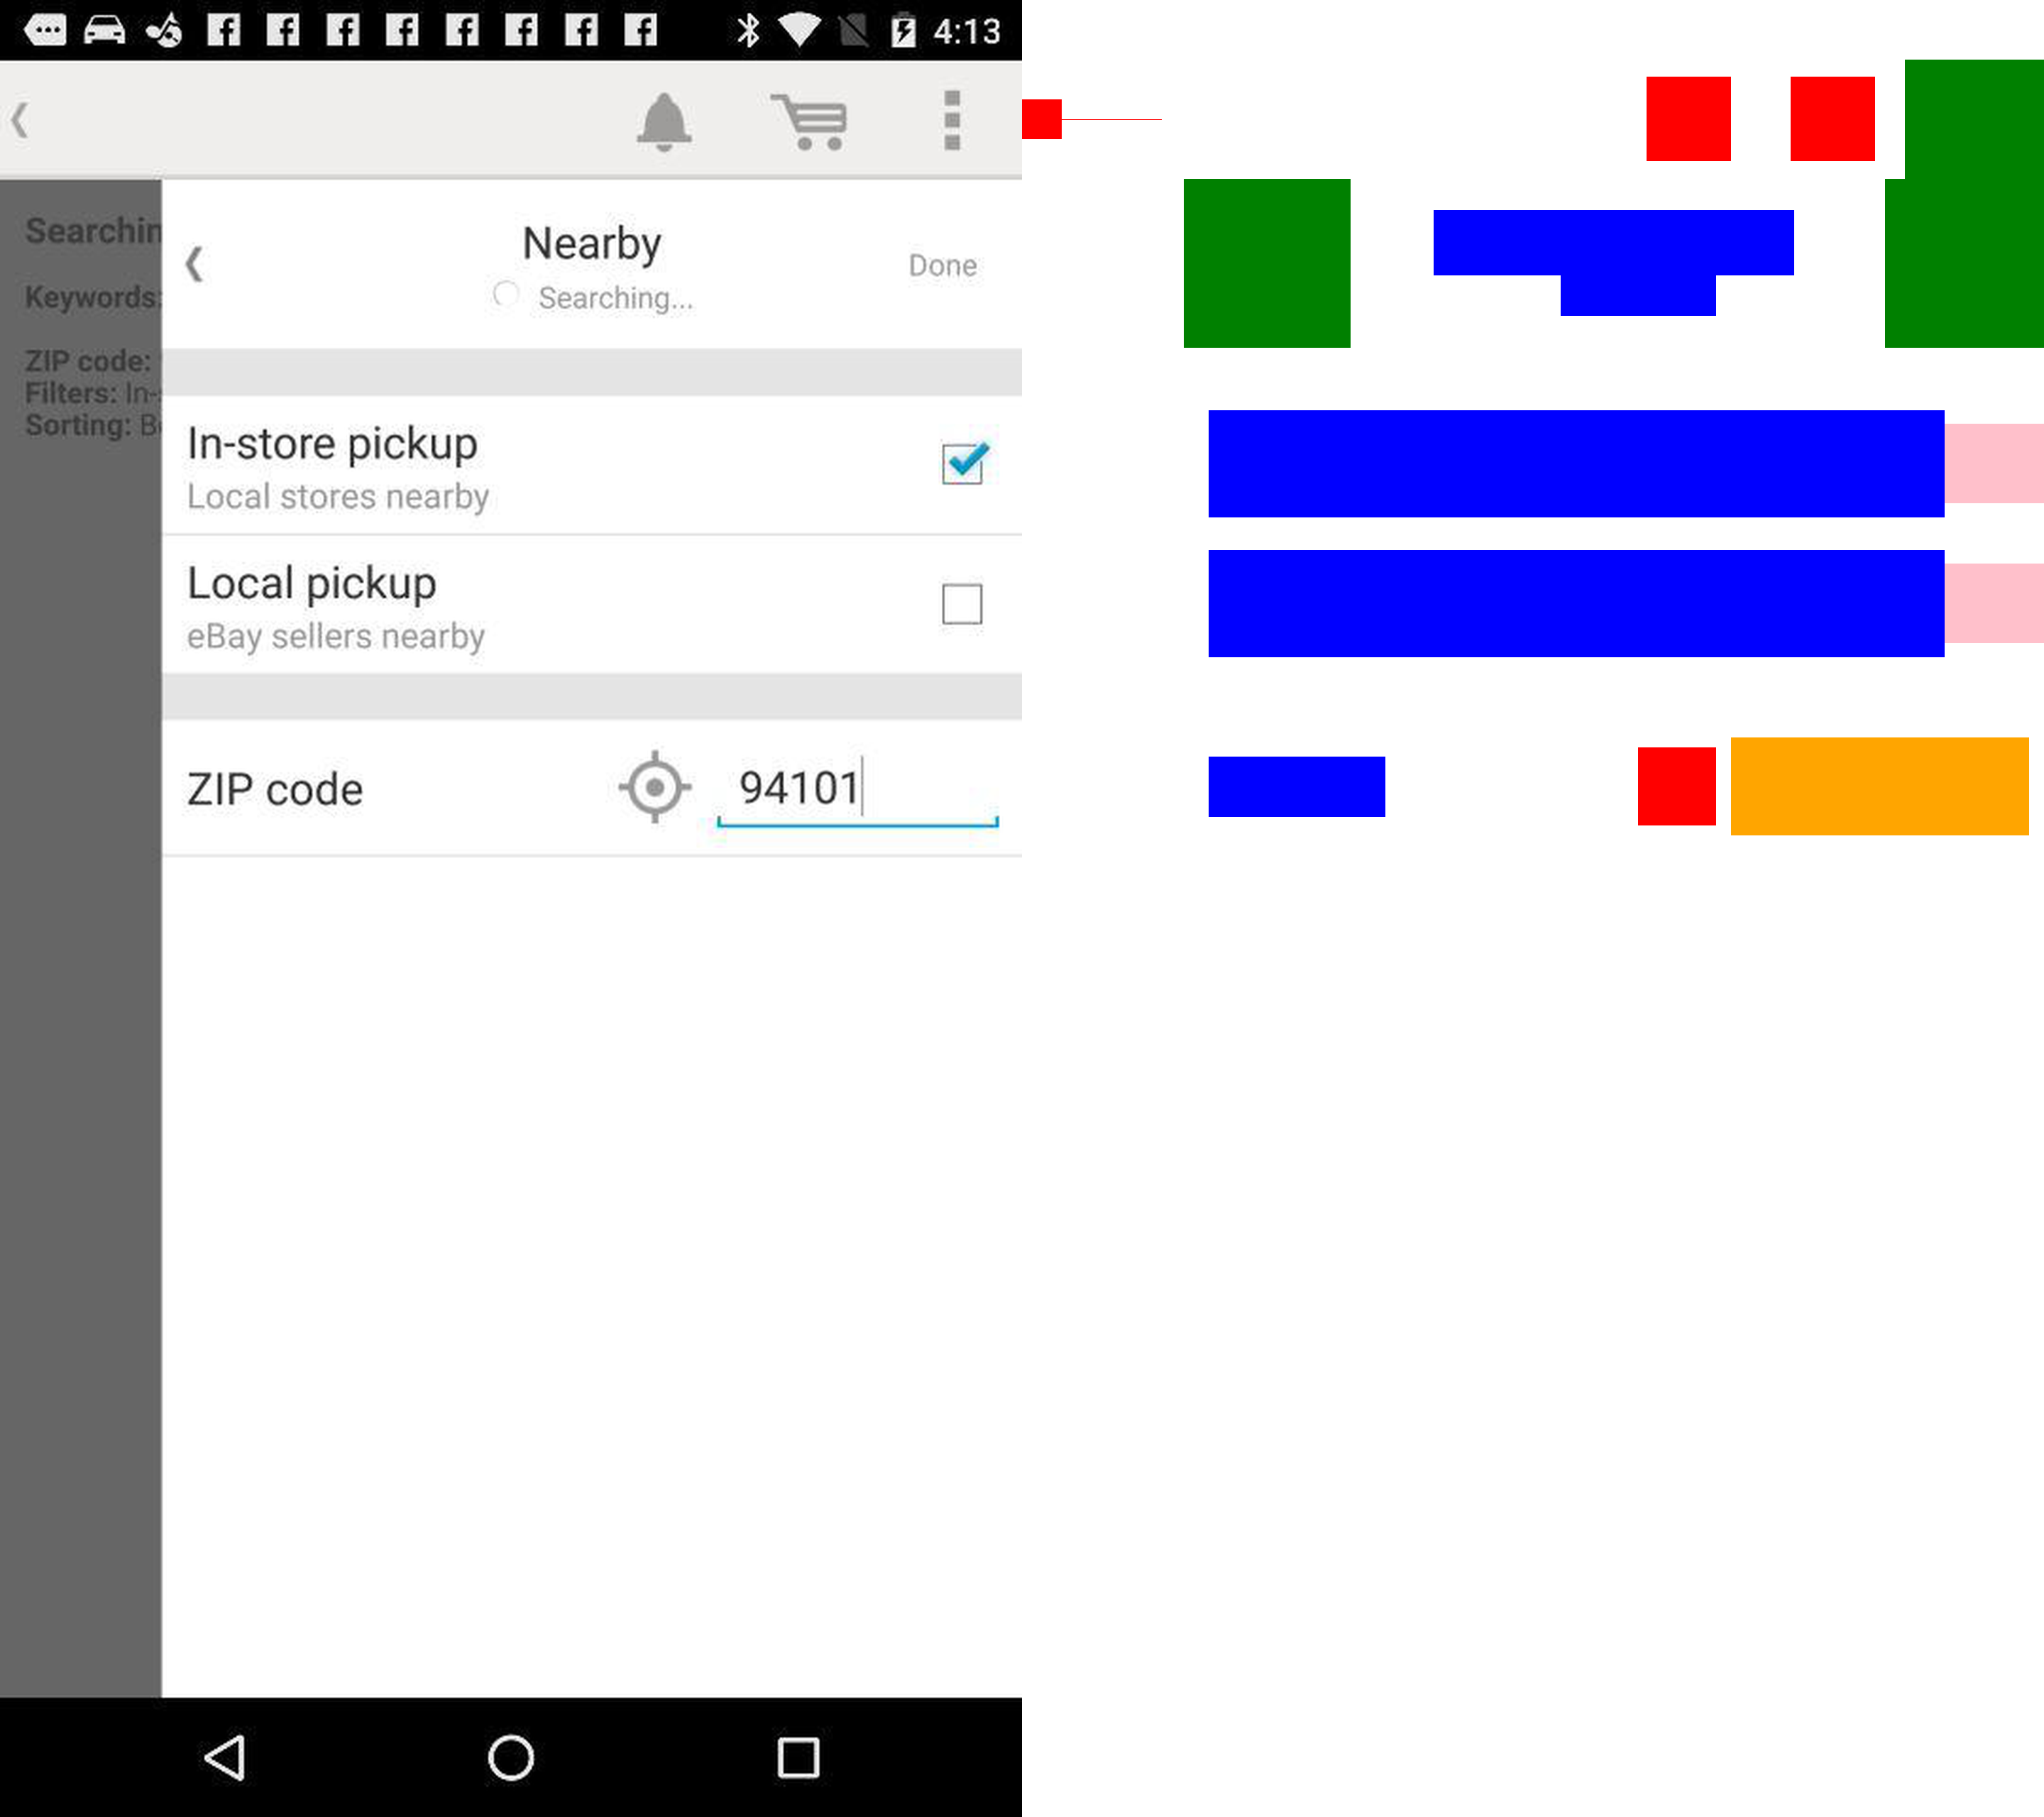 4:13
Searchin
Nearby
Done
Searching...
Keywords:
ZIP code:
Filters: In-
Sorting: B
In-store pickup
Local stores nearby
Local pickup
eBay sellers nearby
ZIP code
94101